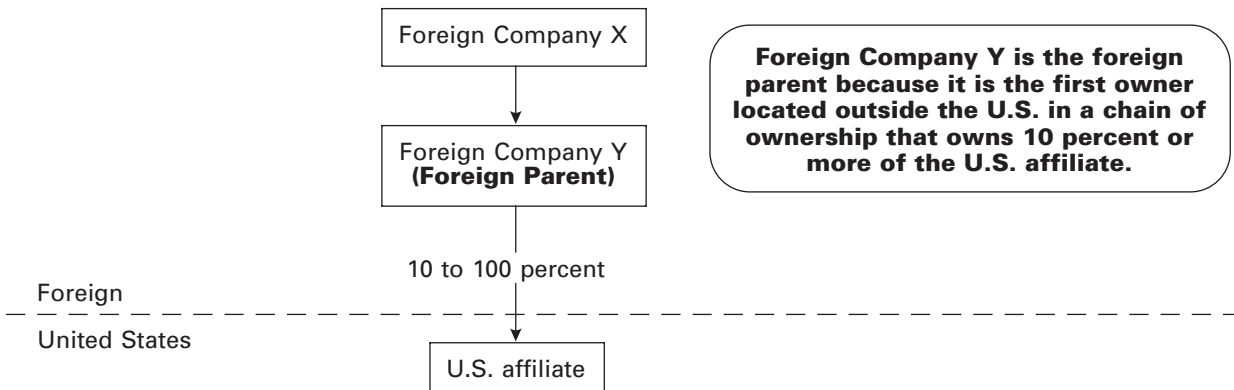 Foreign Company X
Foreign Company Y is the foreign
parent because it is the first owner
located outside the U.S. in a chain of
ownership that owns 10 percent or
more of the U.S. affiliate.
Foreign Company Y
(Foreign Parent)
10 to 100 percent
Foreign
United States
U.S. affiliate